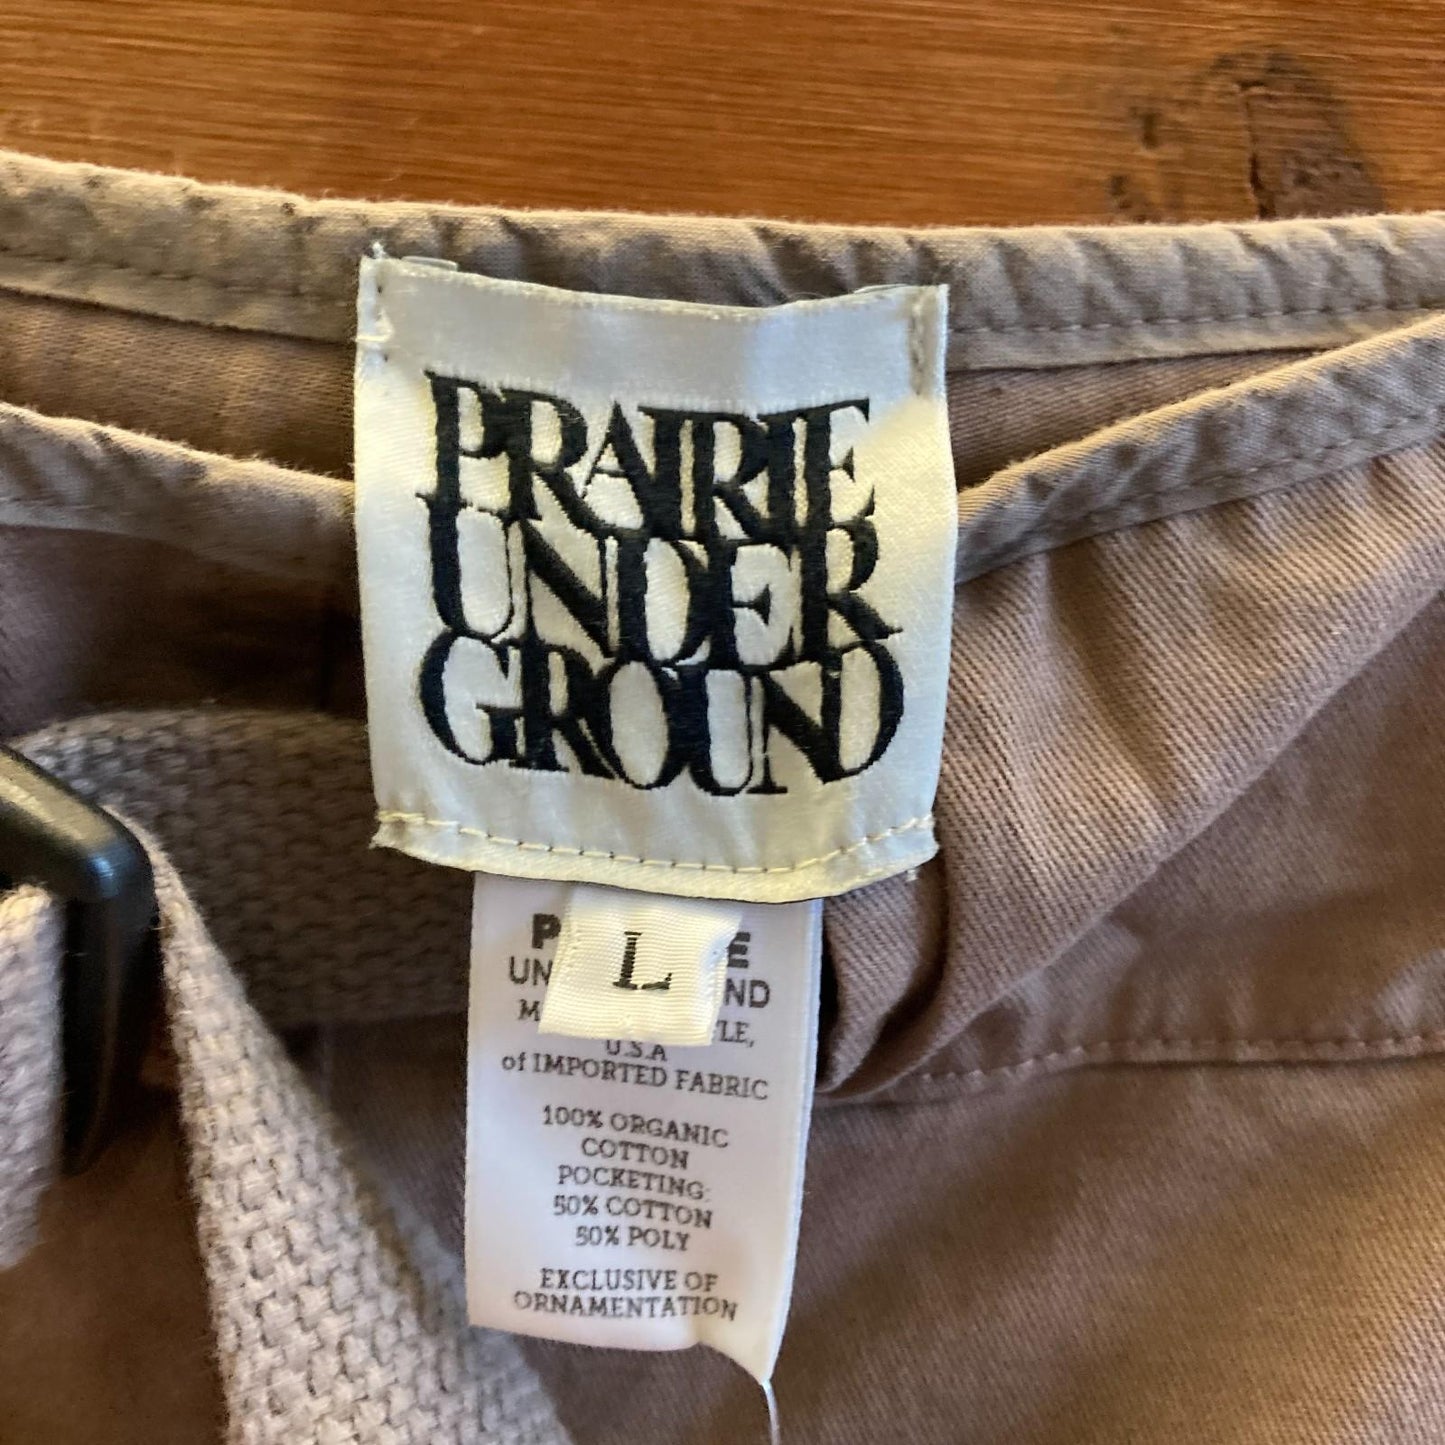 PRAIRIE
UNDER
GROUND
L
U.S.A
of IMPORTED FABRIC
100% ORGANIC
COTTON
POCKETING:
50% COTTON
50% POLY
EXCLUSIVE OF
ORNAMENTATION